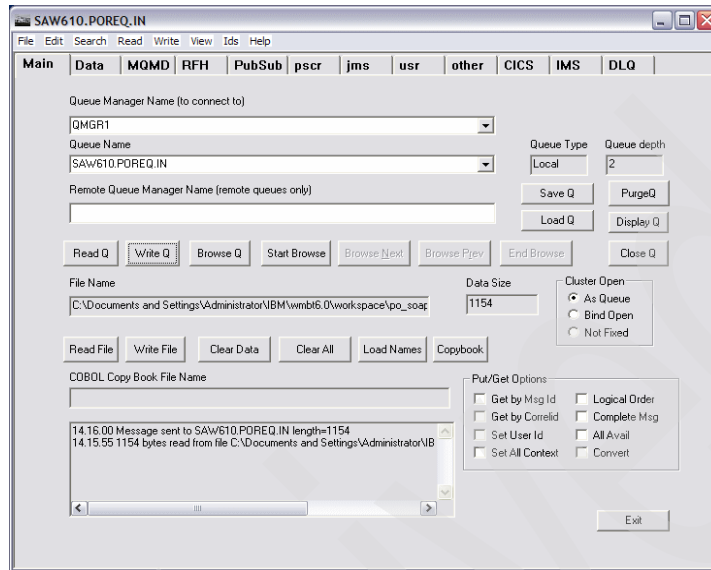 SAW610.POREQ.IN
File Edit Search Read Write View Ids Help
Main Data MQMD RFH PubSub pscr jms usr other CICS IMS DLQ
Queue Manager Name (to connect to)
QMGR1
Queue Name
Queue Type Queue depth
SAW610.POREQ.IN
Local 2
Remote Queue Manager Name (remote queues only)
Save Q PurgeQ
Load Q Display Q
Read Q Write Q Browse Q Start Browse Browse Next Browse Prev End Browse Close Q
File Name
Data Size
Cluster Open
C:\Documents and Settings\Administrator\IBM\wmbt6.0\workspace\po_soap
1154
As Queue
Bind Open
Not Fixed
Read File Write File Clear Data Clear All Load Names Copybook
COBOL Copy Book File Name
Put/Get Options
Get by Msg Id Logical Order
Get by Correlid Complete Msg
Set User Id All Avail
Set All Context Convert
14.16.00 Message sent to SAW610.POREQ.IN length=1154
14.15.55 1154 bytes read from file C:\Documents and Settings\Administrator\IB
Exit